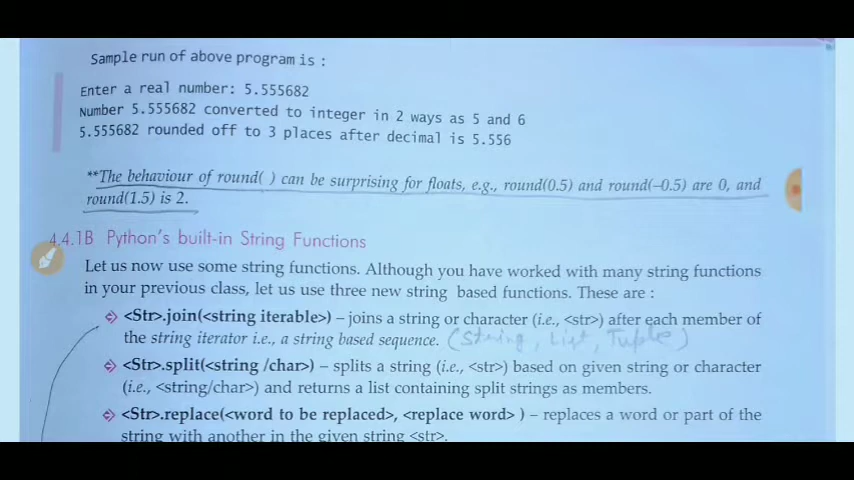 Sample run of above program is :
Enter a real number: 5.555682
Number 5.555682 converted to integer in 2 ways as 5 and 6
5.555682 rounded off to 3 places after decimal is 5.556
**The behaviour of round( ) can be surprising for floats, e.g., round(0.5) and round(–0.5) are 0, and
round(1.5) is 2.
4.4.1B Python's built-in String Functions
Let us now use some string functions. Although you have worked with many string functions
in your previous class, let us use three new string based functions. These are :
<Str>.join(<string iterable>) – joins a string or character (i.e., <str>) after each member of
the string iterator i.e., a string based sequence. (String, List, Tuple)
<Str>.split(<string /char>) – splits a string (i.e., <str>) based on given string or character
(i.e., <string/char>) and returns a list containing split strings as members.
<Str>.replace(<word to be replaced>, <replace word> ) – replaces a word or part of the
string with another in the given string <str>.